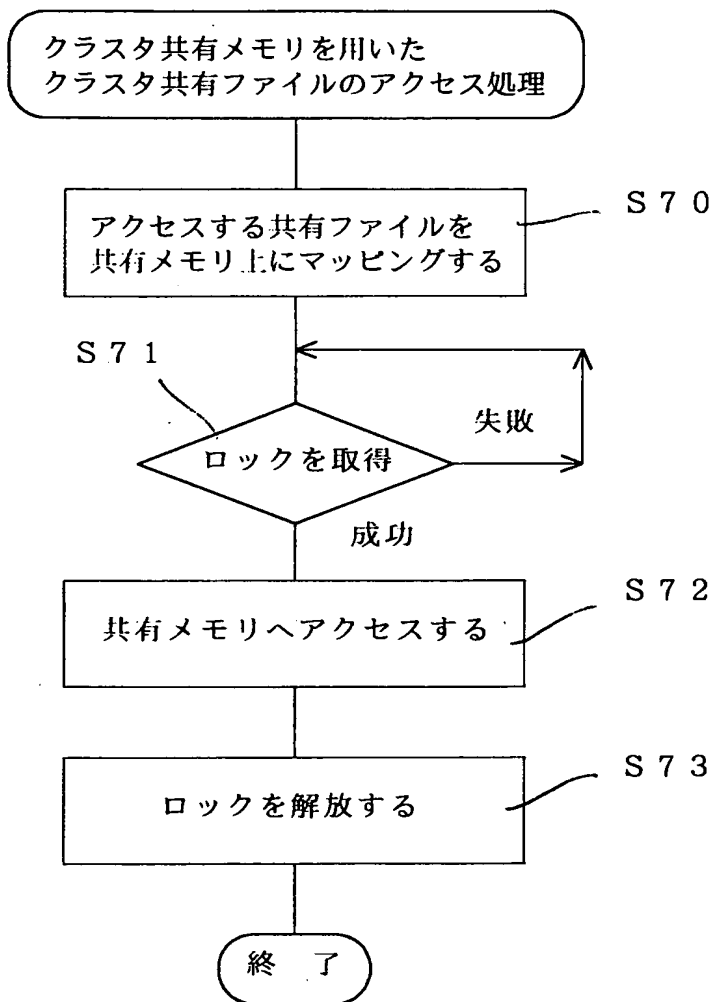 クラスタ共有メモリを用いた
クラスタ共有ファイルのアクセス処理
アクセスする共有ファイルを
共有メモリ上にマッピングする
S70
S71
失敗
ロックを取得
成功
S72
共有メモリへアクセスする
S73
ロックを解放する
終 了